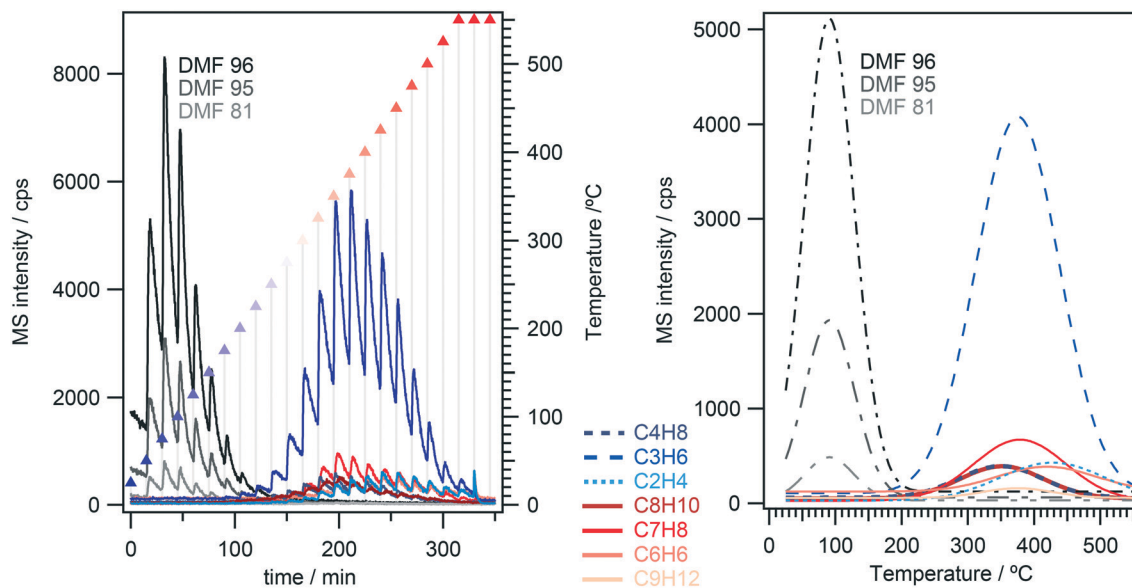 DMF 96
DMF 95
DMF 81
MS intensity / cps
8000
6000
4000
2000
0
0
100
200
300
time / min
500
400
300
200
100
0
Temperature /ºC
C4H8
C3H6
C2H4
C8H10
C7H8
C6H6
C9H12
DMF 96
DMF 95
DMF 81
MS intensity / cps
5000
4000
3000
2000
1000
0
0
100
200
300
400
500
Temperature / ºC